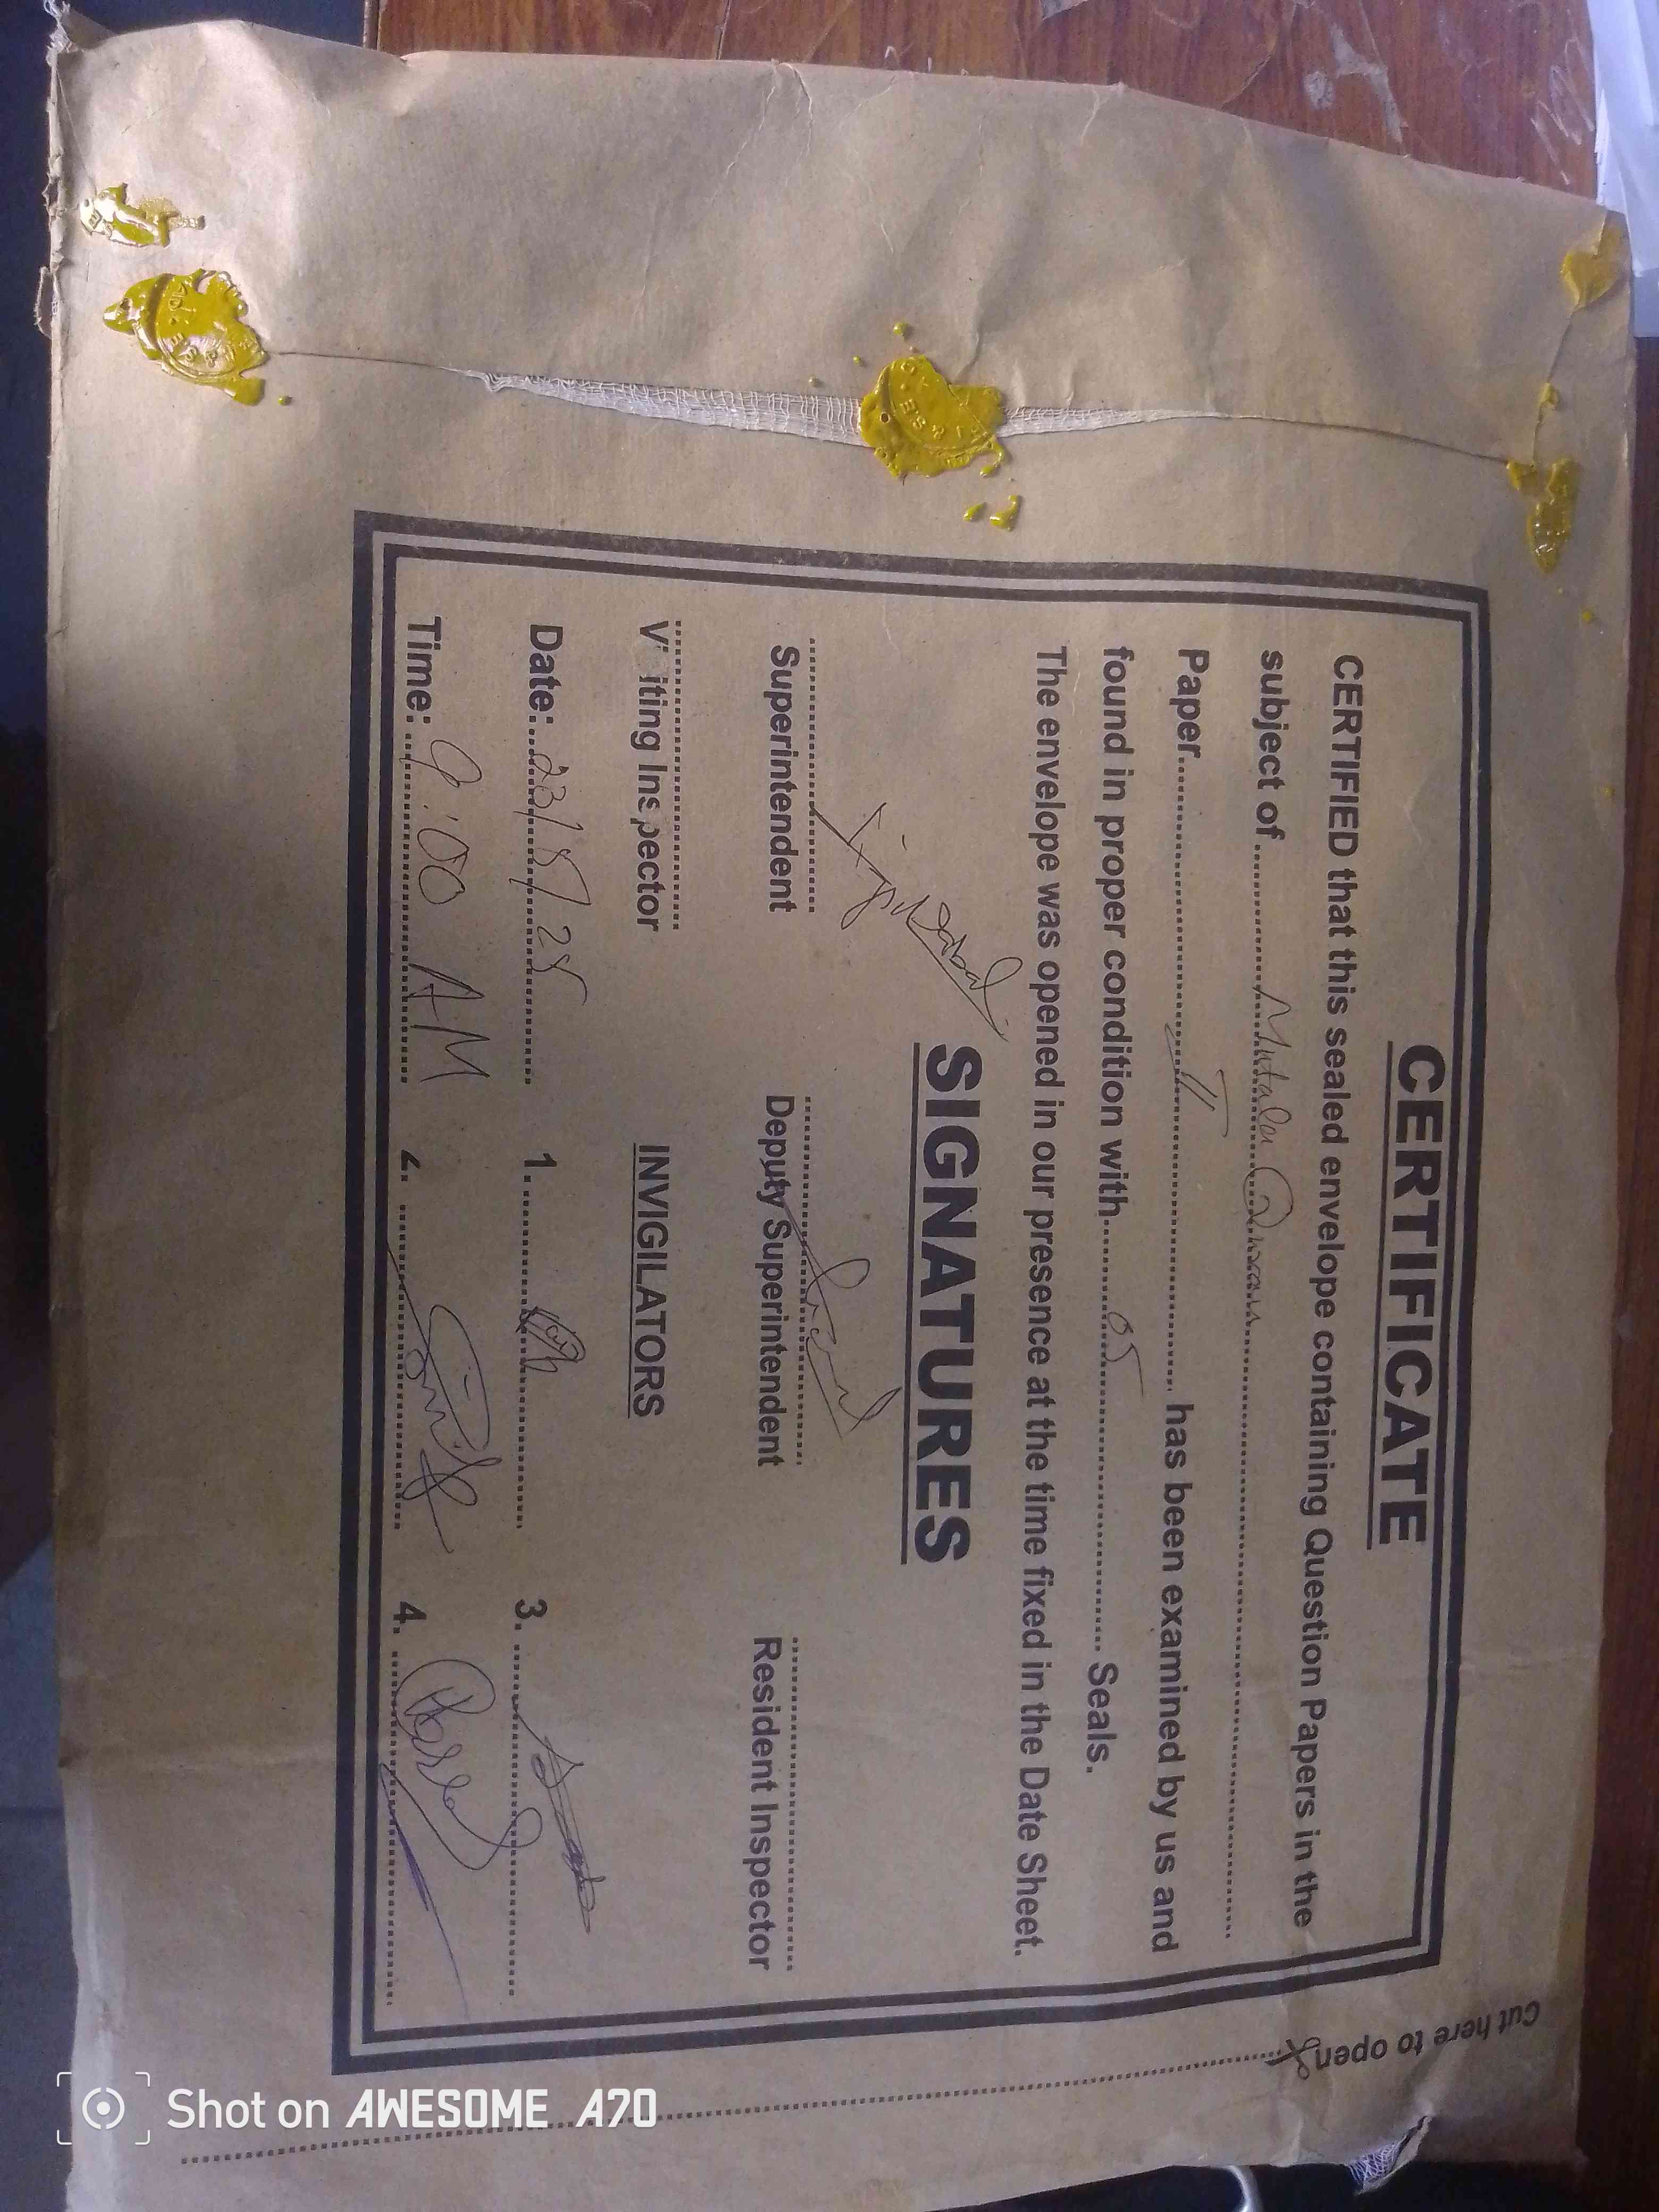 CERTIFICATE
CERTIFIED that this sealed envelope containing Question Papers in the
subject of Mutala Quran
Paper II has been examined by us and
found in proper condition with 05 Seals.
The envelope was opened in our presence at the time fixed in the Date Sheet.
SIGNATURES
Superintendent Deputy Superintendent Resident Inspector
V iting Inspector INVIGILATORS
Date: 23/5/25 1. 3.
Time: 9:00 AM 2. 4.
Cut here to open
Shot on AWESOME A70